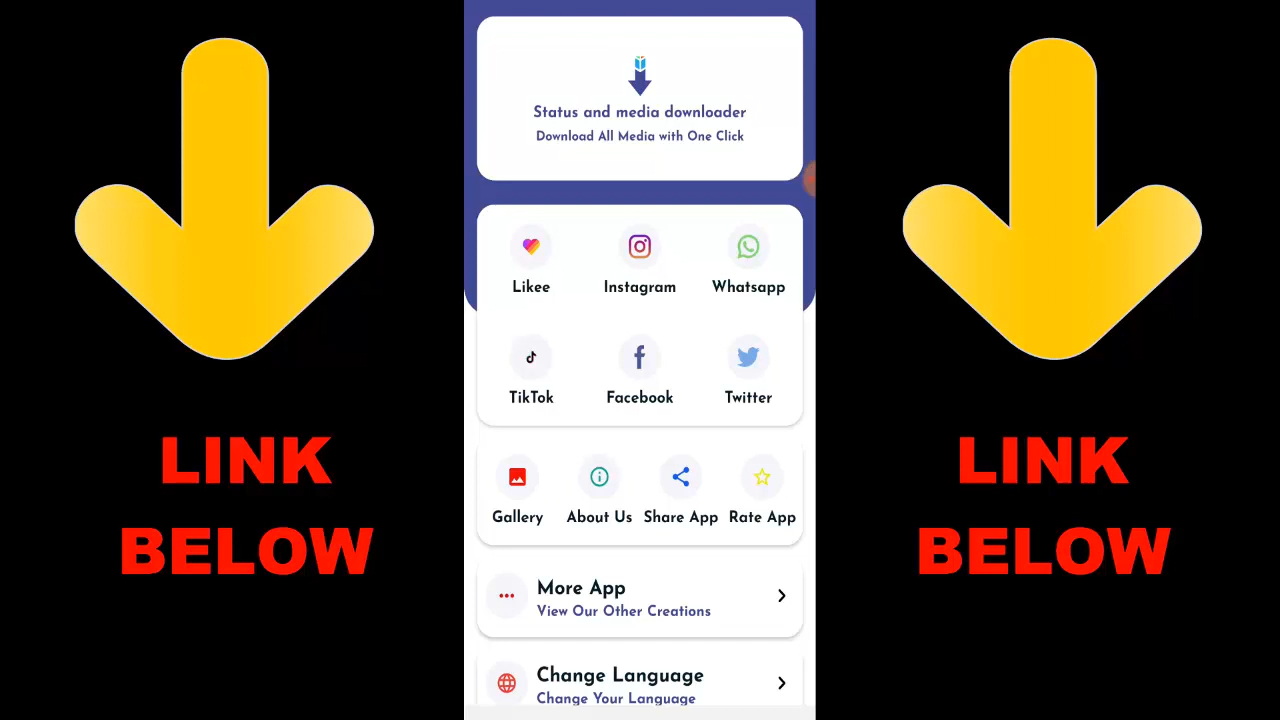 LINK
BELOW
Status and media downloader
Download All Media with One Click
Likee
Instagram
Whatsapp
TikTok
Facebook
Twitter
Gallery
About Us
Share App
Rate App
More App
View Our Other Creations
Change Language
Change Your Language
LINK
BELOW